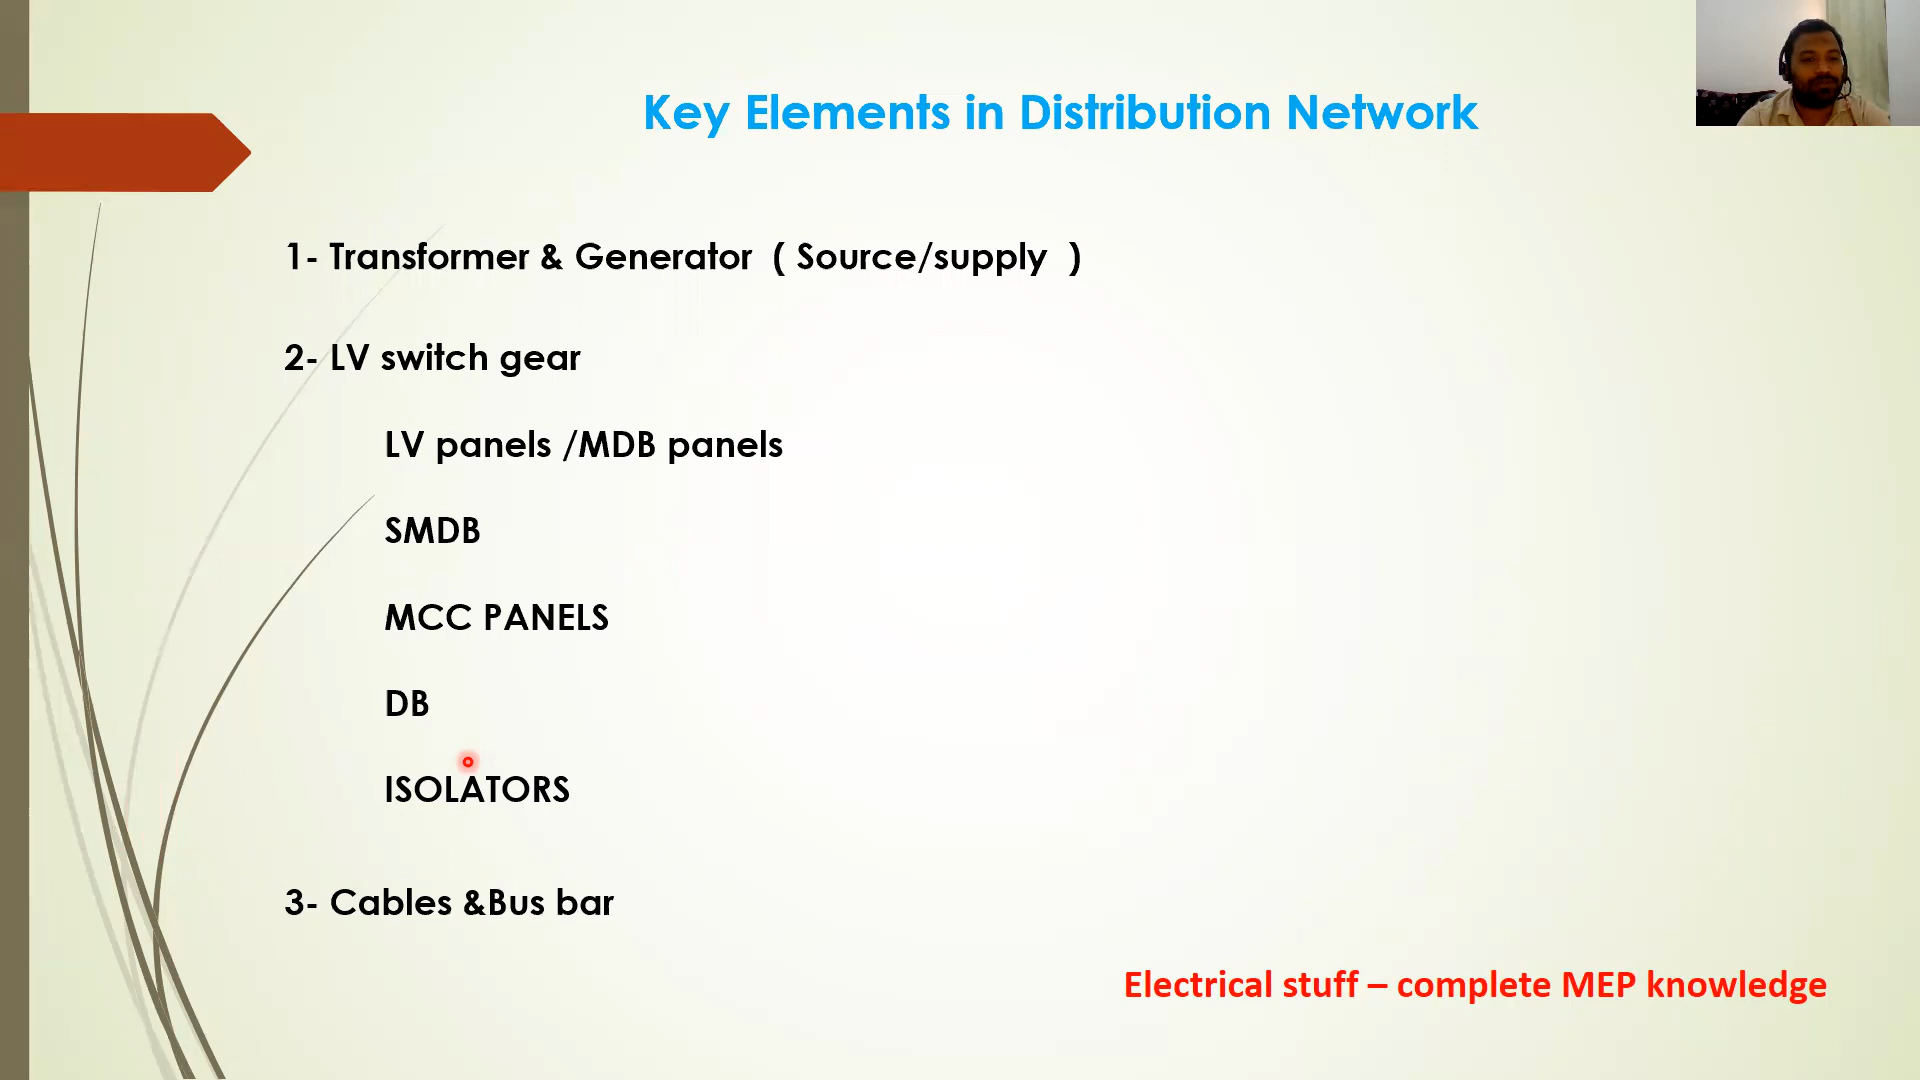 Key Elements in Distribution Network
1- Transformer & Generator ( Source/supply )
2- LV switch gear
LV panels /MDB panels
SMDB
MCC PANELS
DB
ISOLATORS
3- Cables &Bus bar
Electrical stuff – complete MEP knowledge